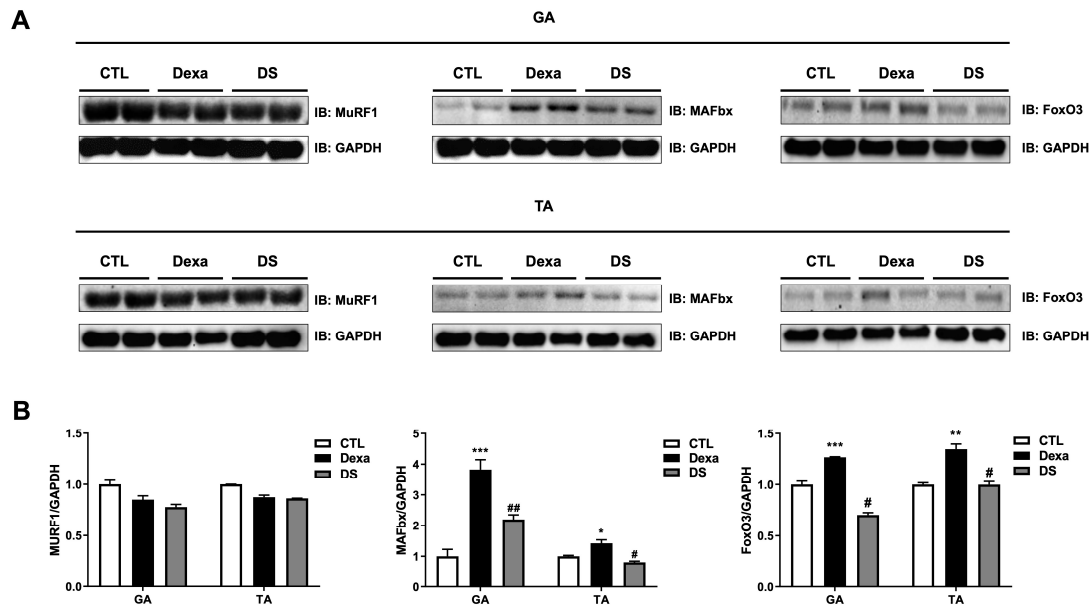 A
GA
CTL Dexa DS
IB: MuRF1
IB: GAPDH
CTL Dexa DS
IB: MAFbx
IB: GAPDH
CTL Dexa DS
IB: FoxO3
IB: GAPDH
TA
CTL Dexa DS
IB: MuRF1
IB: GAPDH
CTL Dexa DS
IB: MAFbx
IB: GAPDH
CTL Dexa DS
IB: FoxO3
IB: GAPDH
B
MURF1/GAPDH
1.5
1.0
0.5
0.0
GA TA
CTL
Dexa
DS
MAFbx/GAPDH
5
4
3
2
1
0
***
##
*
#
GA TA
CTL
Dexa
DS
FoxO3/GAPDH
1.5
1.0
0.5
0.0
***
#
**
#
GA TA
CTL
Dexa
DS